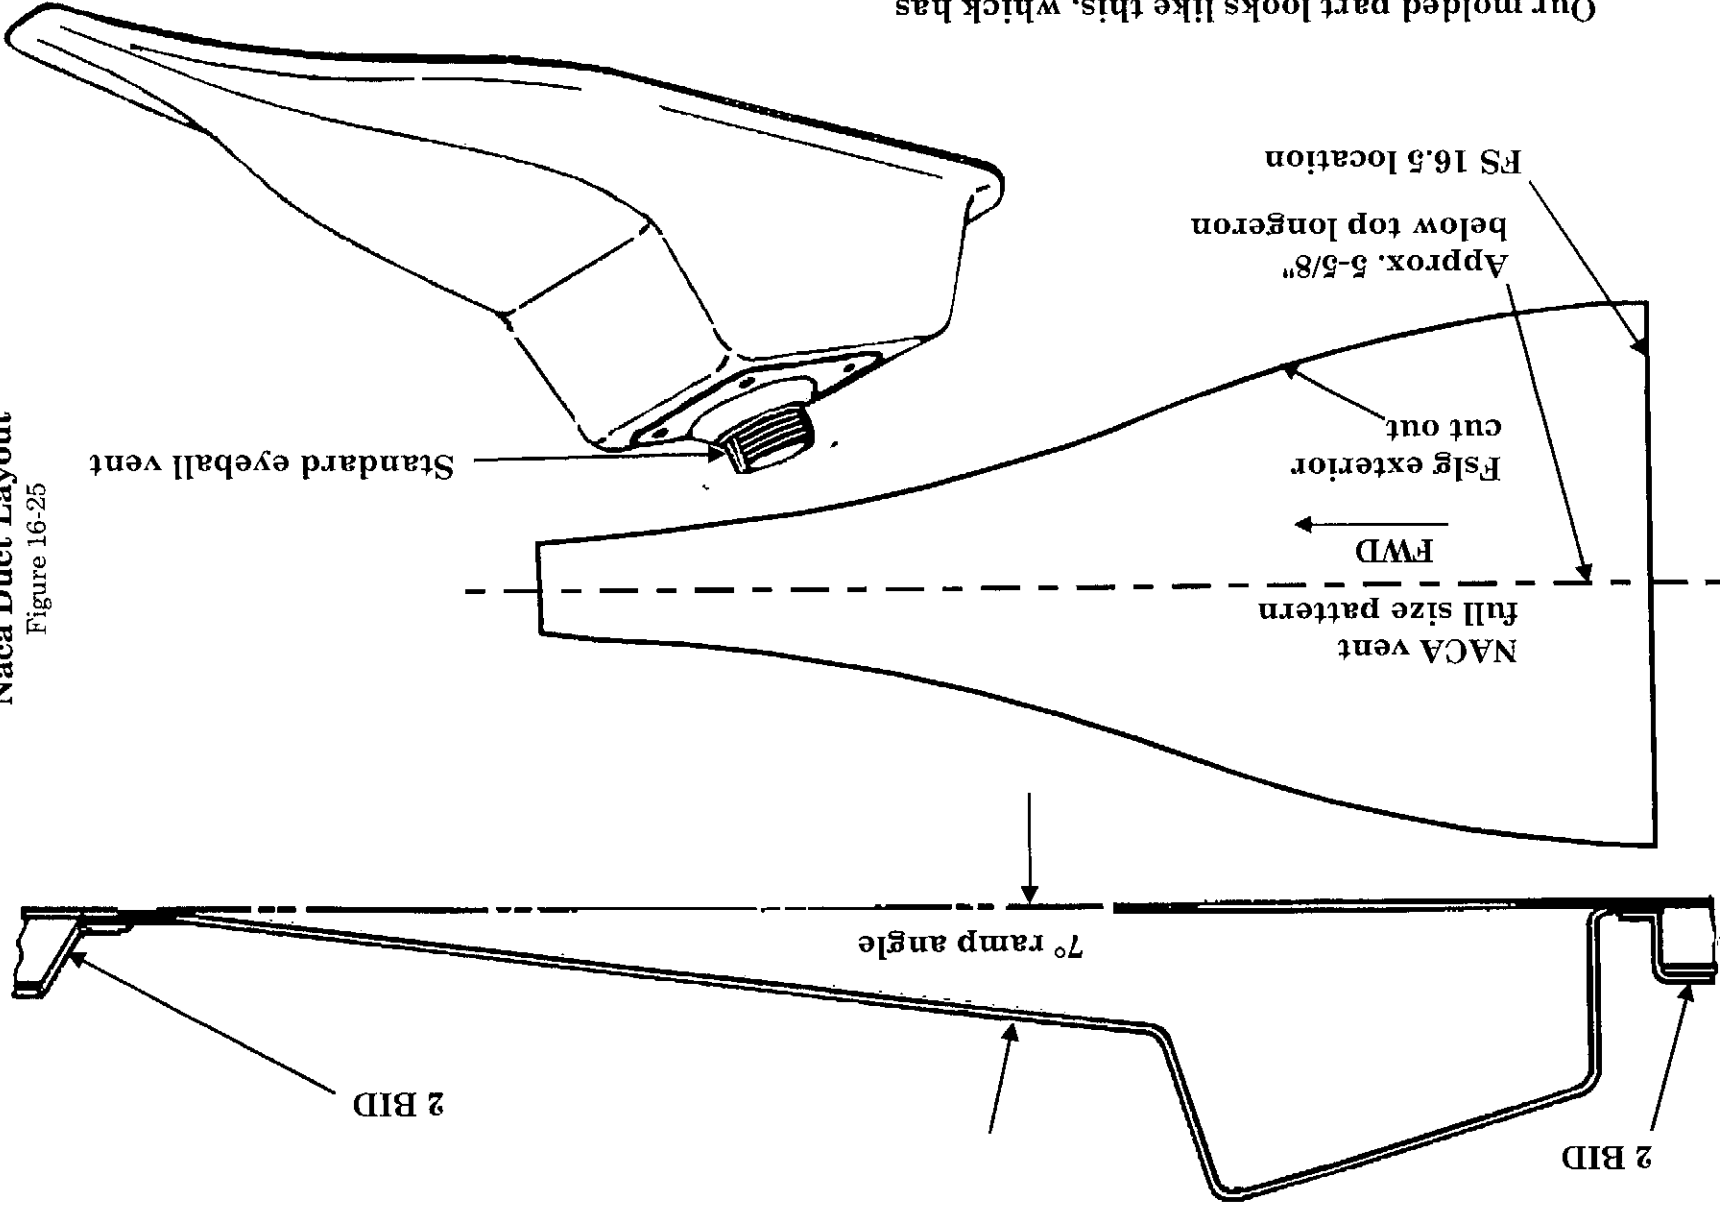 Naca Duct Layout
Figure 16-25
2 BID
2 BID
7° ramp angle
NACA vent
full size pattern
FWD
Fslg exterior
cut out
Approx. 5-5/8"
below top longeron
FS 16.5 location
Standard eyeball vent
Our molded part looks like this, which has